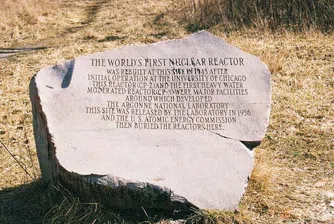 THE WORLD'S FIRST NUCLEAR REACTOR
WAS REBUILT AT THIS SITE IN 1943 AFTER
INITIAL OPERATION AT THE UNIVERSITY OF CHICAGO
THIS REACTOR (CP-2) AND THE FIRST HEAVY WATER
MODERATED REACTOR (CP-3) WERE MAJOR FACILITIES
AROUND WHICH DEVELOPED
THE ARGONNE NATIONAL LABORATORY
THIS SITE WAS RELEASED BY THE LABORATORY IN 1956
AND THE U.S. ATOMIC ENERGY COMMISSION
THEN BURIED THE REACTORS HERE.